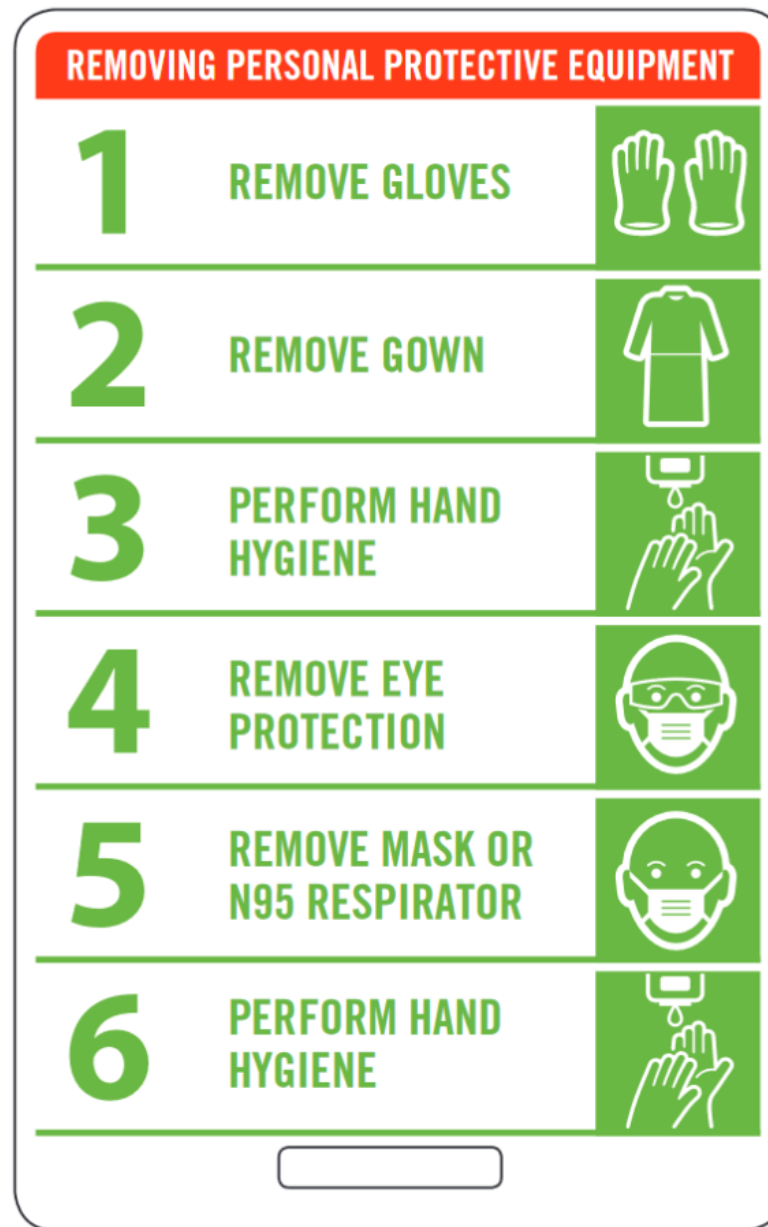 REMOVING PERSONAL PROTECTIVE EQUIPMENT
1
REMOVE GLOVES
2
REMOVE GOWN
3
PERFORM HAND
HYGIENE
4
REMOVE EYE
PROTECTION
5
REMOVE MASK OR
N95 RESPIRATOR
6
PERFORM HAND
HYGIENE